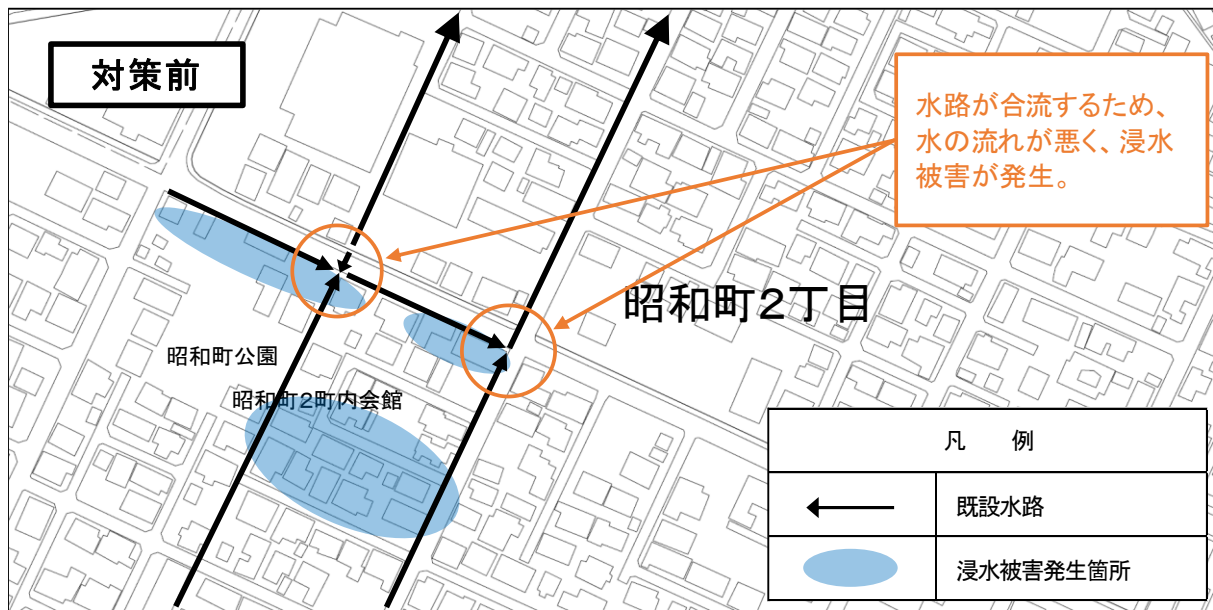 対策前
水路が合流するため、
水の流れが悪く、浸水
被害が発生。
昭和町2丁目
昭和町公園
昭和町2町内会館
凡 例
既設水路
浸水被害発生箇所